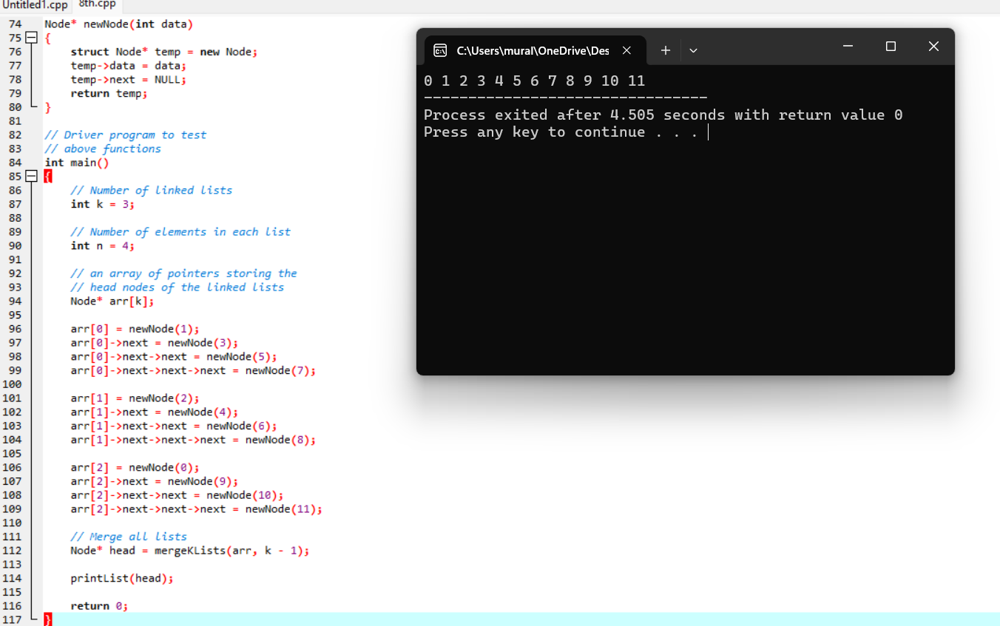 Untitled1.cpp 8th.cpp
74 Node* newNode(int data)
75 {
76 struct Node* temp = new Node;
77 temp->data = data;
78 temp->next = NULL;
79 return temp;
80 }
81
82 // Driver program to test
83 // above functions
84 int main()
85 {
86 // Number of linked lists
87 int k = 3;
88
89 // Number of elements in each list
90 int n = 4;
91
92 // an array of pointers storing the
93 // head nodes of the linked lists
94 Node* arr[k];
95
96 arr[0] = newNode(1);
97 arr[0]->next = newNode(3);
98 arr[0]->next->next = newNode(5);
99 arr[0]->next->next->next = newNode(7);
100
101 arr[1] = newNode(2);
102 arr[1]->next = newNode(4);
103 arr[1]->next->next = newNode(6);
104 arr[1]->next->next->next = newNode(8);
105
106 arr[2] = newNode(0);
107 arr[2]->next = newNode(9);
108 arr[2]->next->next = newNode(10);
109 arr[2]->next->next->next = newNode(11);
110
111 // Merge all lists
112 Node* head = mergeKLists(arr, k - 1);
113
114 printList(head);
115
116 return 0;
117 }
C:\Users\mural\OneDrive\Des
0 1 2 3 4 5 6 7 8 9 10 11
--------------------------------
Process exited after 4.505 seconds with return value 0
Press any key to continue . . .